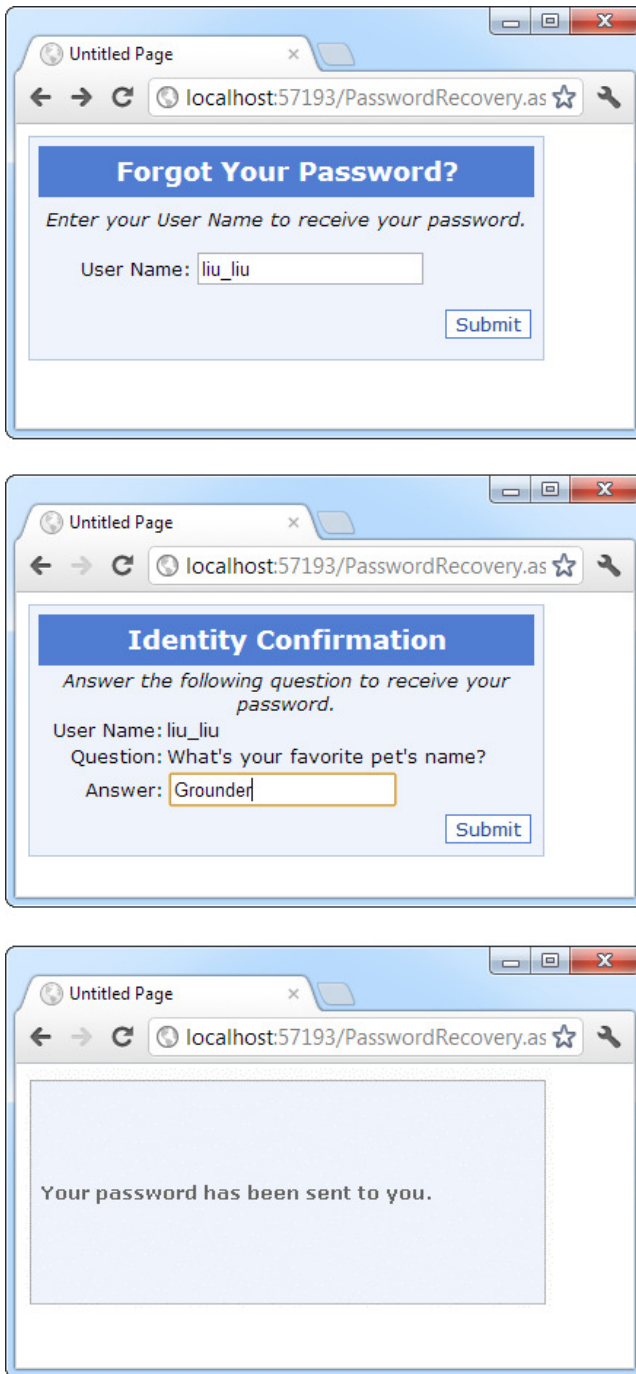 Untitled Page
localhost:57193/PasswordRecovery.as
Forgot Your Password?
Enter your User Name to receive your password.
User Name: liu_liu
Submit
Untitled Page
localhost:57193/PasswordRecovery.as
Identity Confirmation
Answer the following question to receive your
password.
User Name: liu_liu
Question: What's your favorite pet's name?
Answer: Grounder
Submit
Untitled Page
localhost:57193/PasswordRecovery.as
Your password has been sent to you.